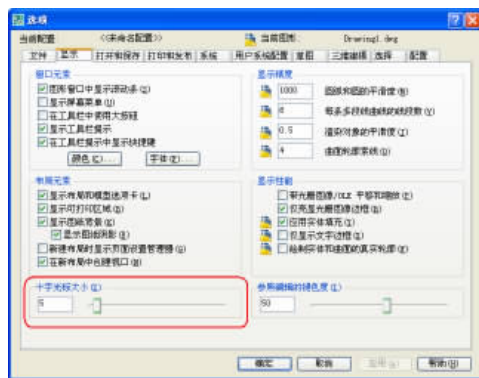 选项
当前配置: <<未命名配置>> 当前图形: Drawing1.dwg
文件 显示 打开和保存 打印和发布 系统 用户系统配置 草图 三维建模 选择 配置
窗口元素
图形窗口中显示滚动条(S)
显示屏幕菜单(U)
在工具栏中使用大按钮
显示工具栏提示
在工具栏提示中显示快捷键
颜色(C)... 字体(F)...
布局元素
显示布局和模型选项卡(L)
显示可打印区域(B)
显示图纸背景(K)
显示图纸阴影(E)
新建布局时显示页面设置管理器(G)
在新布局中创建视口(N)
十字光标大小(Z)
5
显示精度
1000 圆弧和圆的平滑度(A)
8 每条多段线曲线的线段数(V)
0.5 渲染对象的平滑度(J)
4 曲面轮廓素线(O)
显示性能
带光栅图像/OLE 平移和缩放(P)
仅亮显光栅图像边框(R)
应用实体填充(Y)
仅显示文字边框(X)
绘制实体和曲面的真实轮廓(W)
参照编辑的褪色度(I)
50
确定 取消 应用(A) 帮助(H)